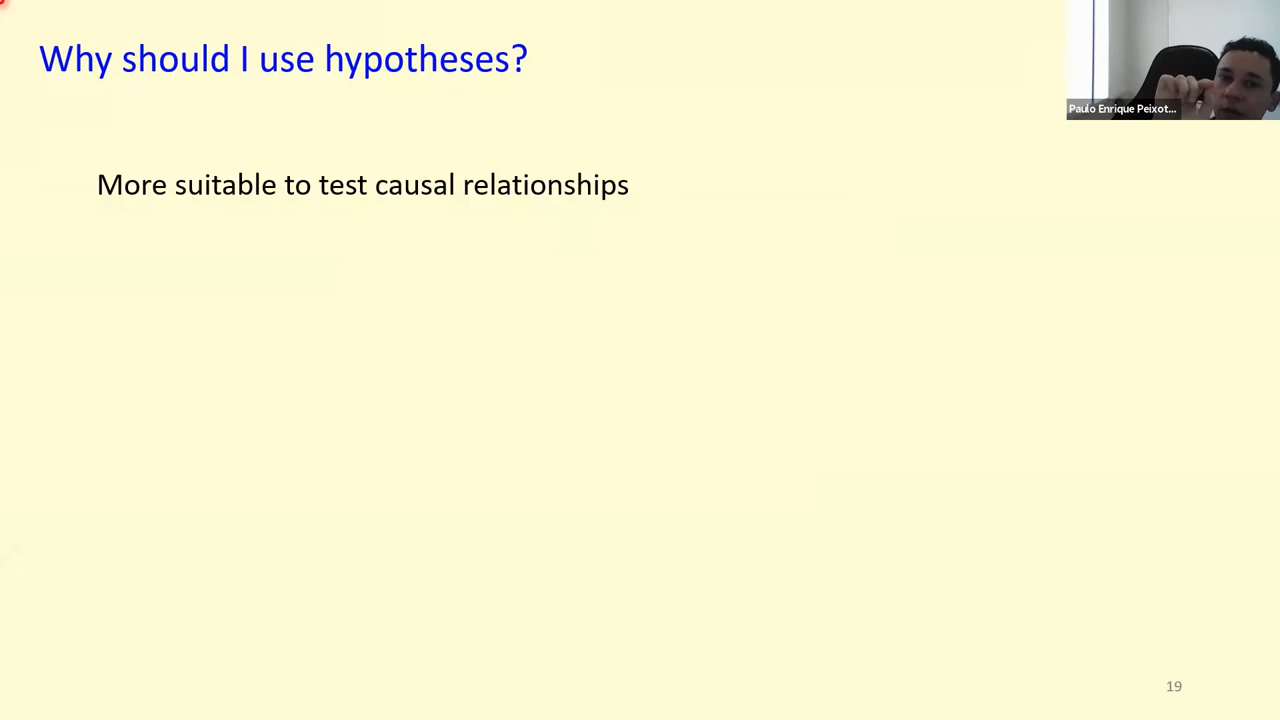 Why should I use hypotheses?
Paulo Enrique Peixot...
More suitable to test causal relationships
19